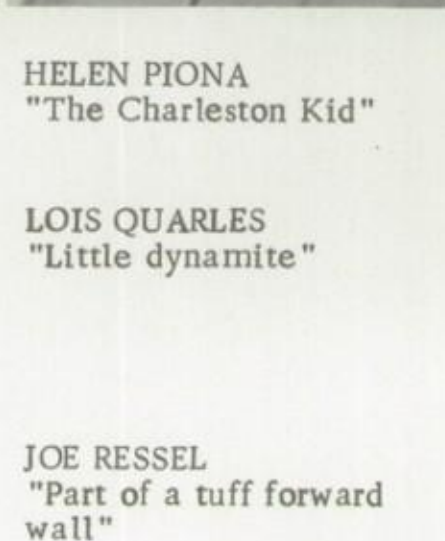 HELEN PIONA
"The Charleston Kid"
LOIS QUARLES
"Little dynamite"
JOE RESSEL
"Part of a tuff forward
wall"